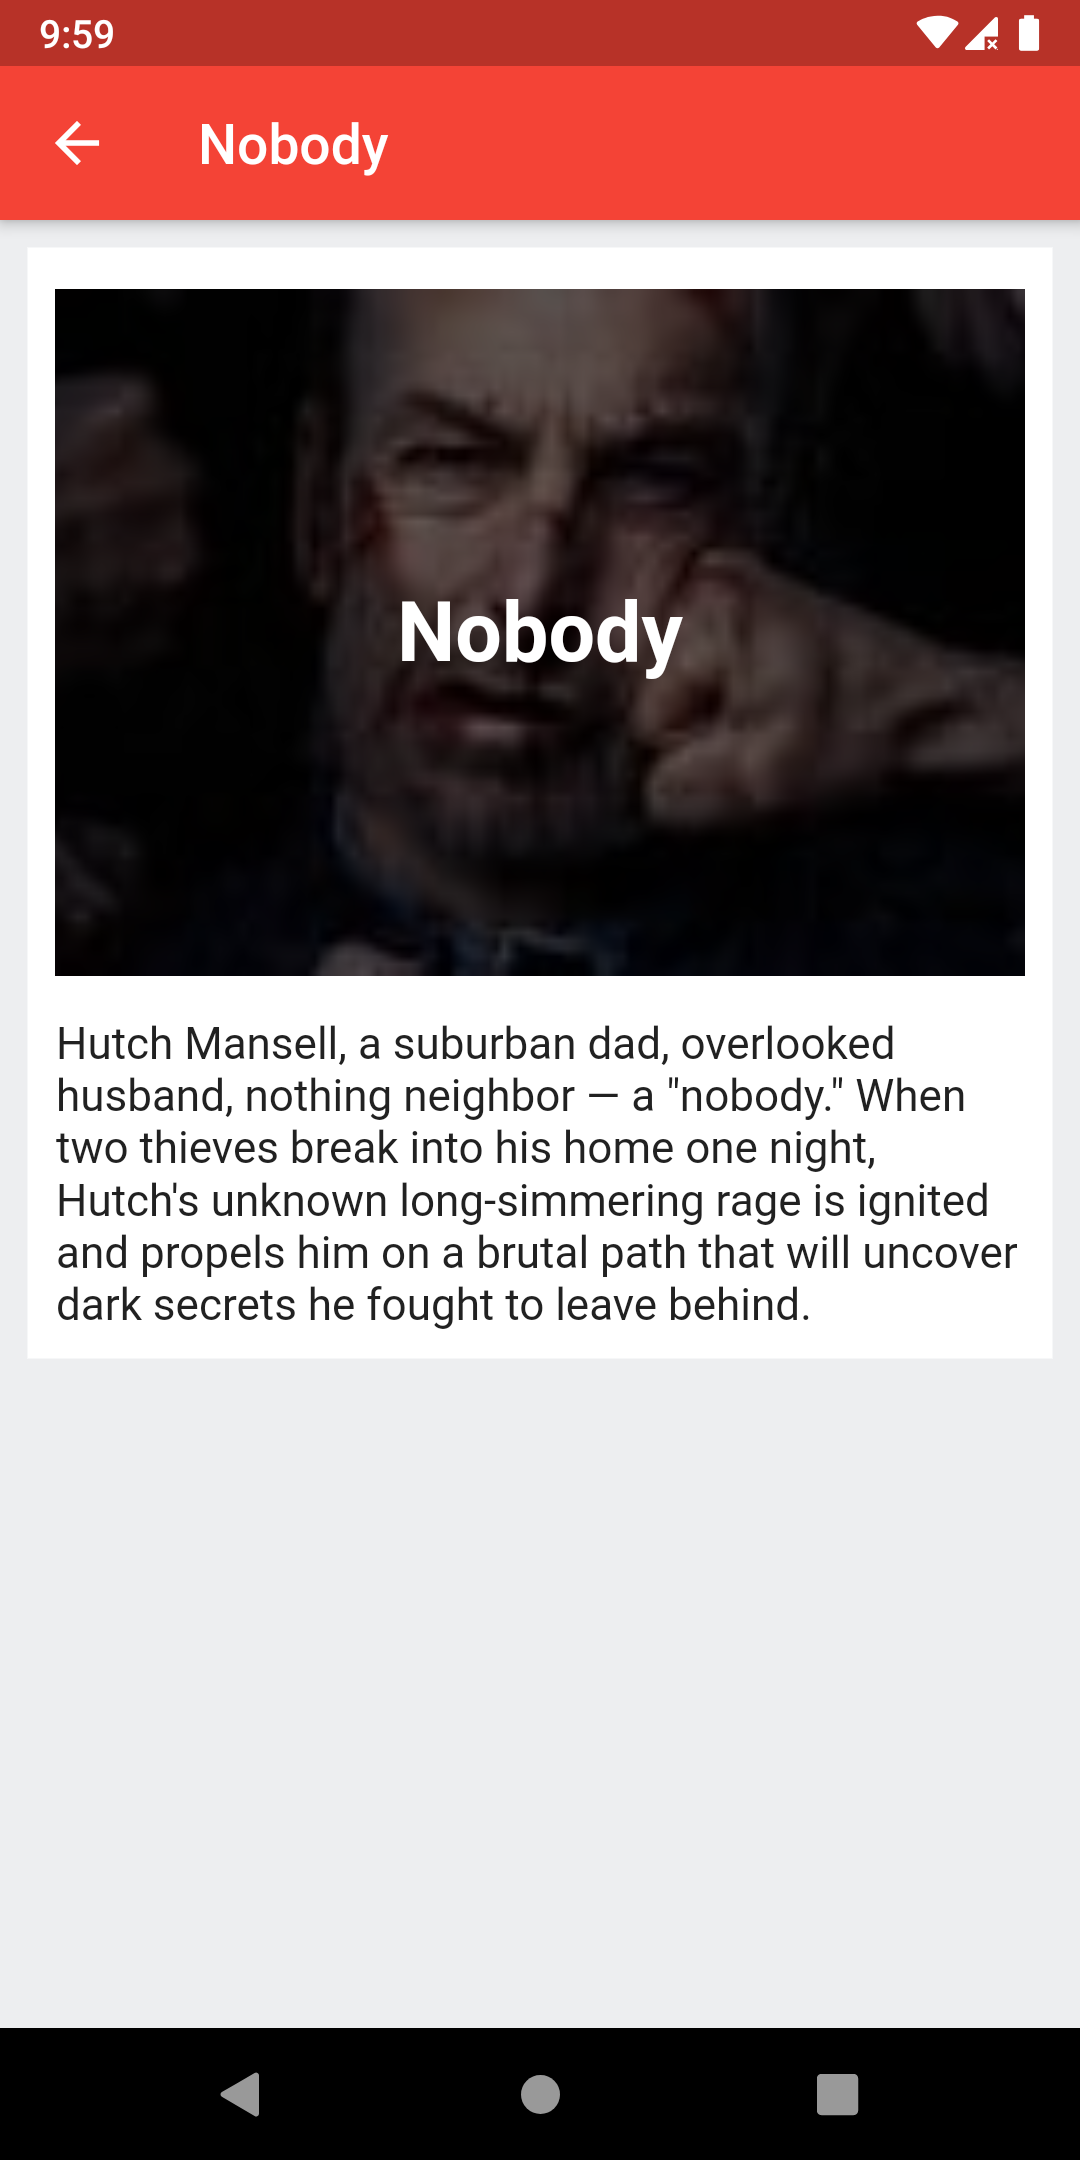 9:59
Nobody
Nobody
Hutch Mansell, a suburban dad, overlooked
husband, nothing neighbor — a "nobody." When
two thieves break into his home one night,
Hutch's unknown long-simmering rage is ignited
and propels him on a brutal path that will uncover
dark secrets he fought to leave behind.